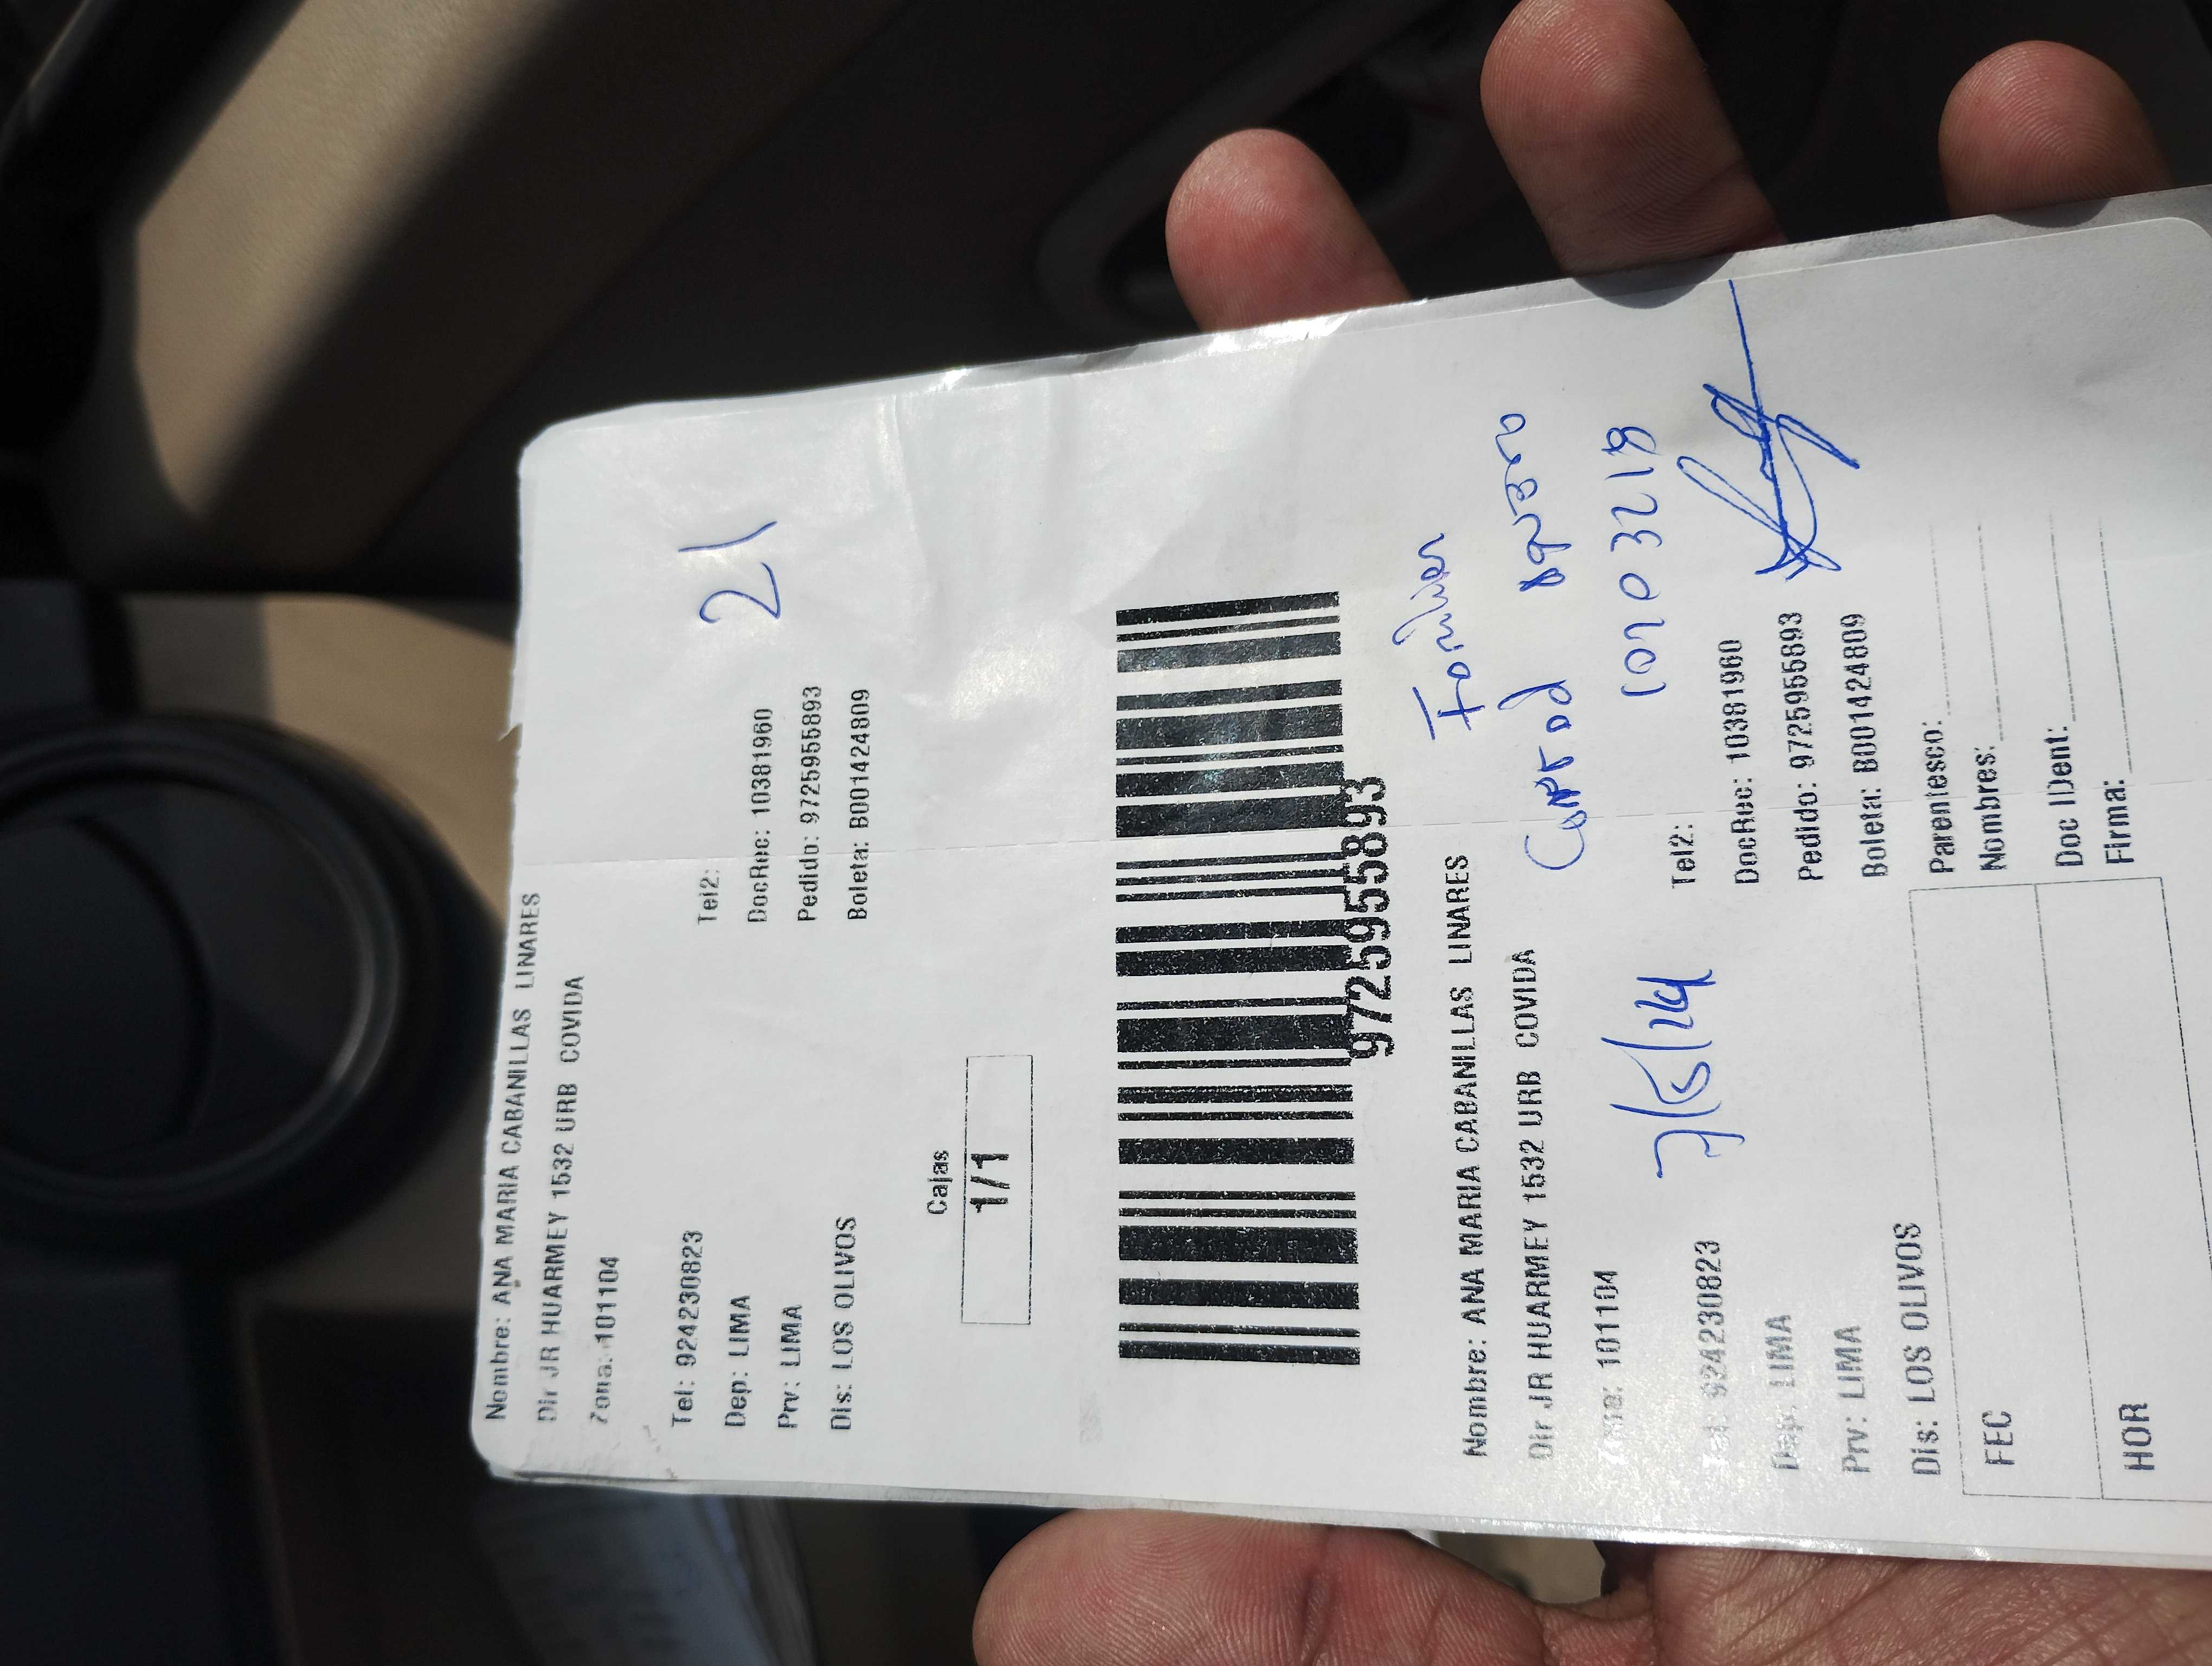 Nombre: ANA MARIA CABANILLAS LINARES
Dir JR HUARMEY 1532 URB COVIDA
Zona: 101104
21
Tel: 924230823
Tel2:
Dep: LIMA
DocRec: 10381960
Prv: LIMA
Pedido: 9725955893
Dis: LOS OLIVOS
Boleta: B001424809
Cajas
1/1
9725955893
Familiar
Nombre: ANA MARIA CABANILLAS LINARES
Dir JR HUARMEY 1532 URB COVIDA
Zona: 101104
7/5/24
Tel: 924230823
Tel2:
Dep: LIMA
DocRec: 10381960
Prv: LIMA
Pedido: 9725955893
Dis: LOS OLIVOS
Boleta: B001424809
FEC
Parentesco:
Nombres:
HOR
Doc IDent:
Firma: